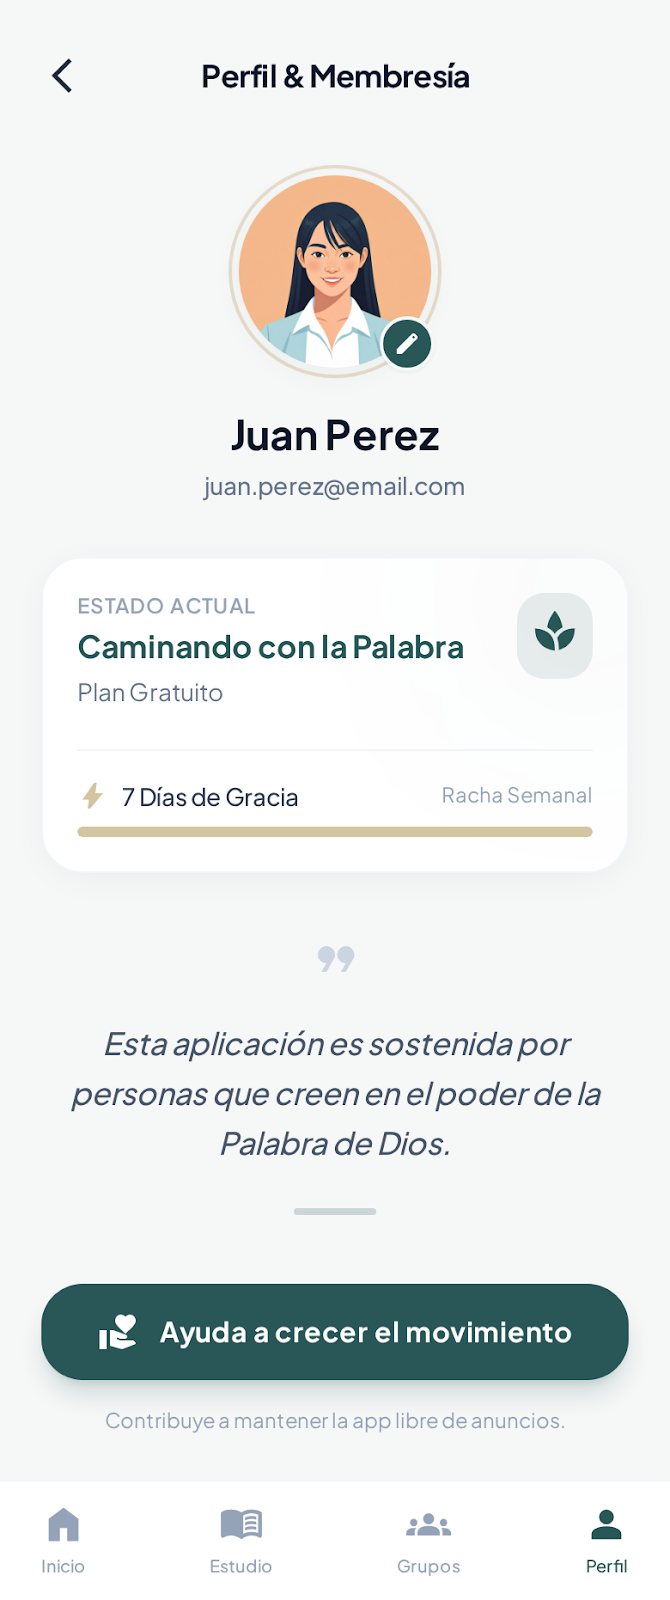 Perfil & Membresía
Juan Perez
juan.perez@email.com
ESTADO ACTUAL
Caminando con la Palabra
Plan Gratuito
7 Días de Gracia
Racha Semanal
”
Esta aplicación es sostenida por
personas que creen en el poder de la
Palabra de Dios.
Ayuda a crecer el movimiento
Contribuye a mantener la app libre de anuncios.
Inicio
Estudio
Grupos
Perfil